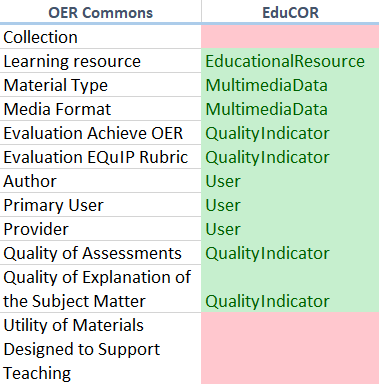 OER Commons EduCOR
Collection
Learning resource EducationalResource
Material Type MultimediaData
Media Format MultimediaData
Evaluation Achieve OER QualityIndicator
Evaluation EQuIP Rubric QualityIndicator
Author User
Primary User User
Provider User
Quality of Assessments QualityIndicator
Quality of Explanation of
the Subject Matter QualityIndicator
Utility of Materials
Designed to Support
Teaching